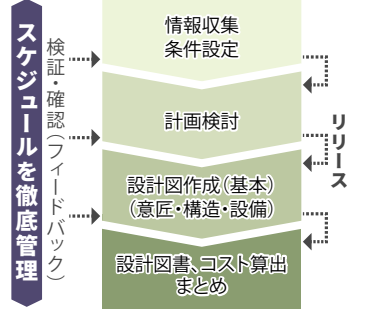 スケジュールを徹底管理
検証・確認（フィードバック）
情報収集
条件設定
計画検討
設計図作成（基本）
（意匠・構造・設備）
設計図書、コスト算出
まとめ
リリース